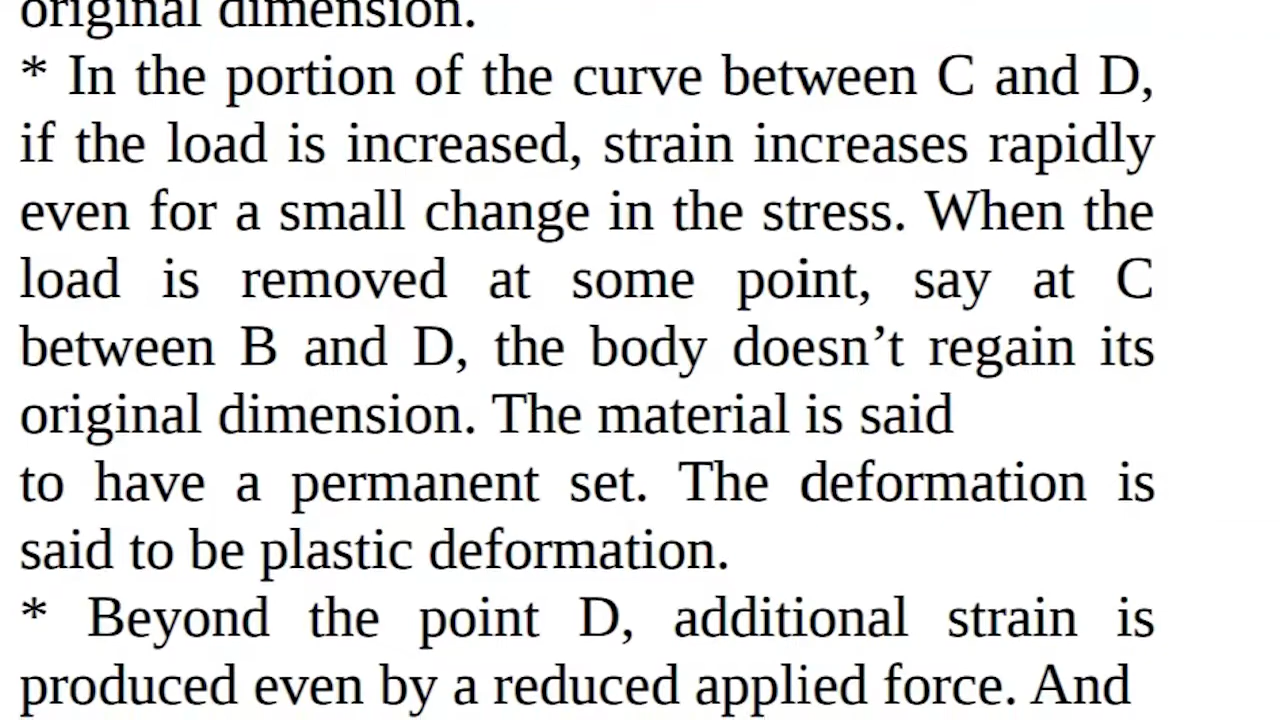 original dimension.
* In the portion of the curve between C and D,
if the load is increased, strain increases rapidly
even for a small change in the stress. When the
load is removed at some point, say at C
between B and D, the body doesn’t regain its
original dimension. The material is said
to have a permanent set. The deformation is
said to be plastic deformation.
* Beyond the point D, additional strain is
produced even by a reduced applied force. And